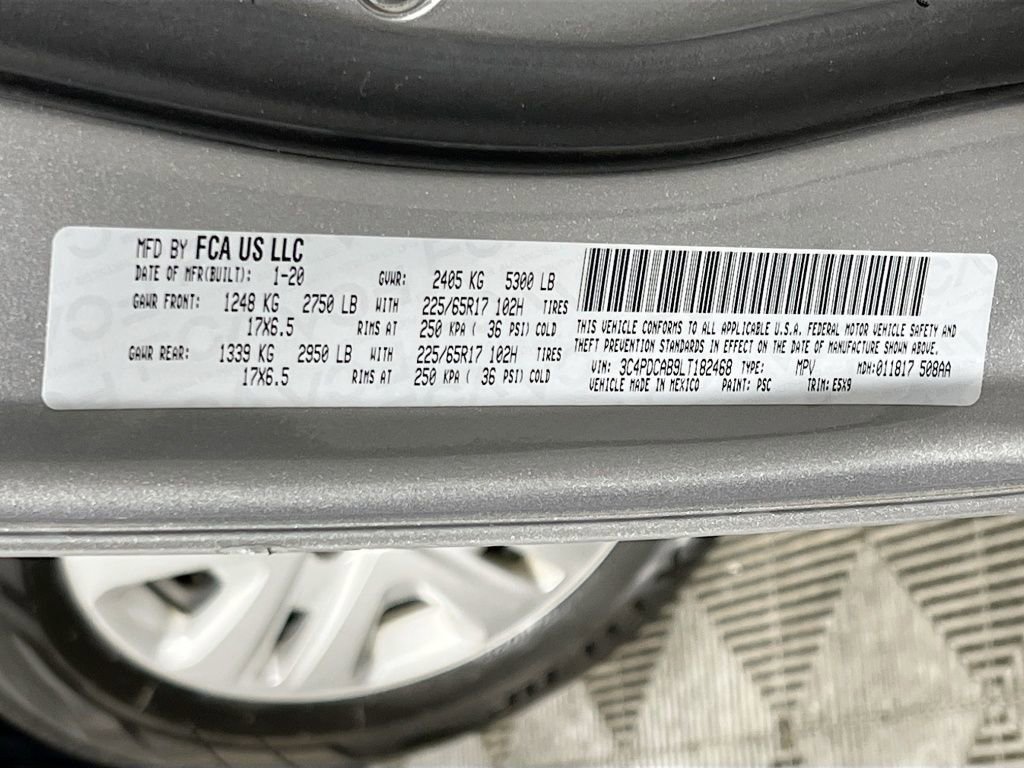 MFD BY FCA US LLC
DATE OF MFR(BUILT): 1-20 GVWR: 2405 KG 5300 LB
GAWR FRONT: 1248 KG 2750 LB WITH 225/65R17 102H TIRES
17X6.5 RIMS AT 250 KPA ( 36 PSI) COLD
GAWR REAR: 1339 KG 2950 LB WITH 225/65R17 102H TIRES
17X6.5 RIMS AT 250 KPA ( 36 PSI) COLD
THIS VEHICLE CONFORMS TO ALL APPLICABLE U.S.A. FEDERAL MOTOR VEHICLE SAFETY AND
THEFT PREVENTION STANDARDS IN EFFECT ON THE DATE OF MANUFACTURE SHOWN ABOVE.
VIN: 3C4PDCAB9LT182468 TYPE: MPV MDH:011817 508AA
VEHICLE MADE IN MEXICO PAINT: PSC TRIM: E5X9